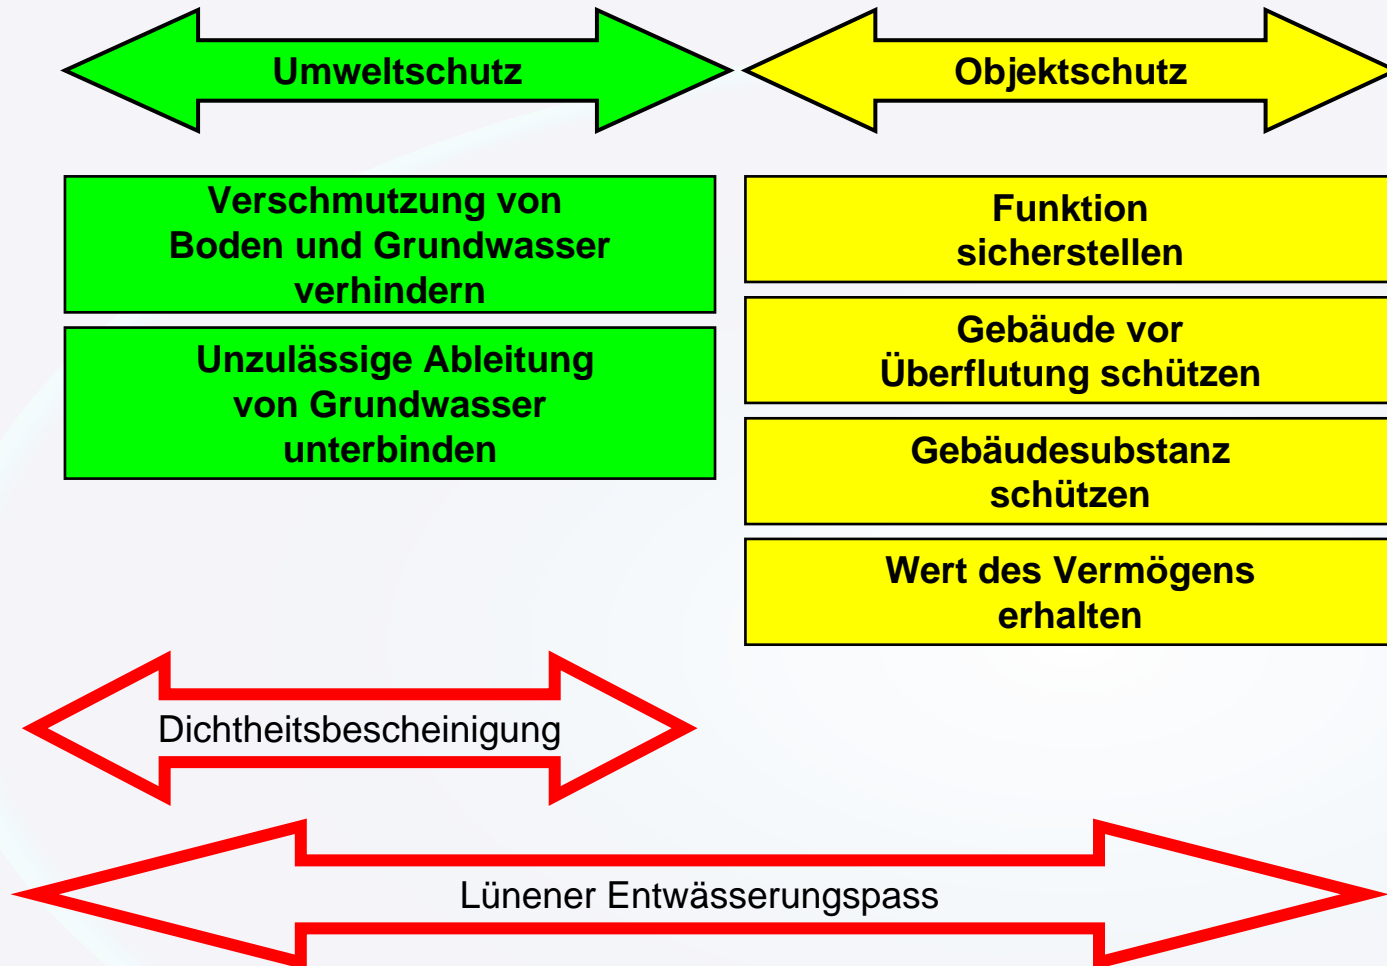 Umweltschutz
Objektschutz
Verschmutzung von
Boden und Grundwasser
verhindern
Unzulässige Ableitung
von Grundwasser
unterbinden
Funktion
sicherstellen
Gebäude vor
Überflutung schützen
Gebäudesubstanz
schützen
Wert des Vermögens
erhalten
Dichtheitsbescheinigung
Lünener Entwässerungspass